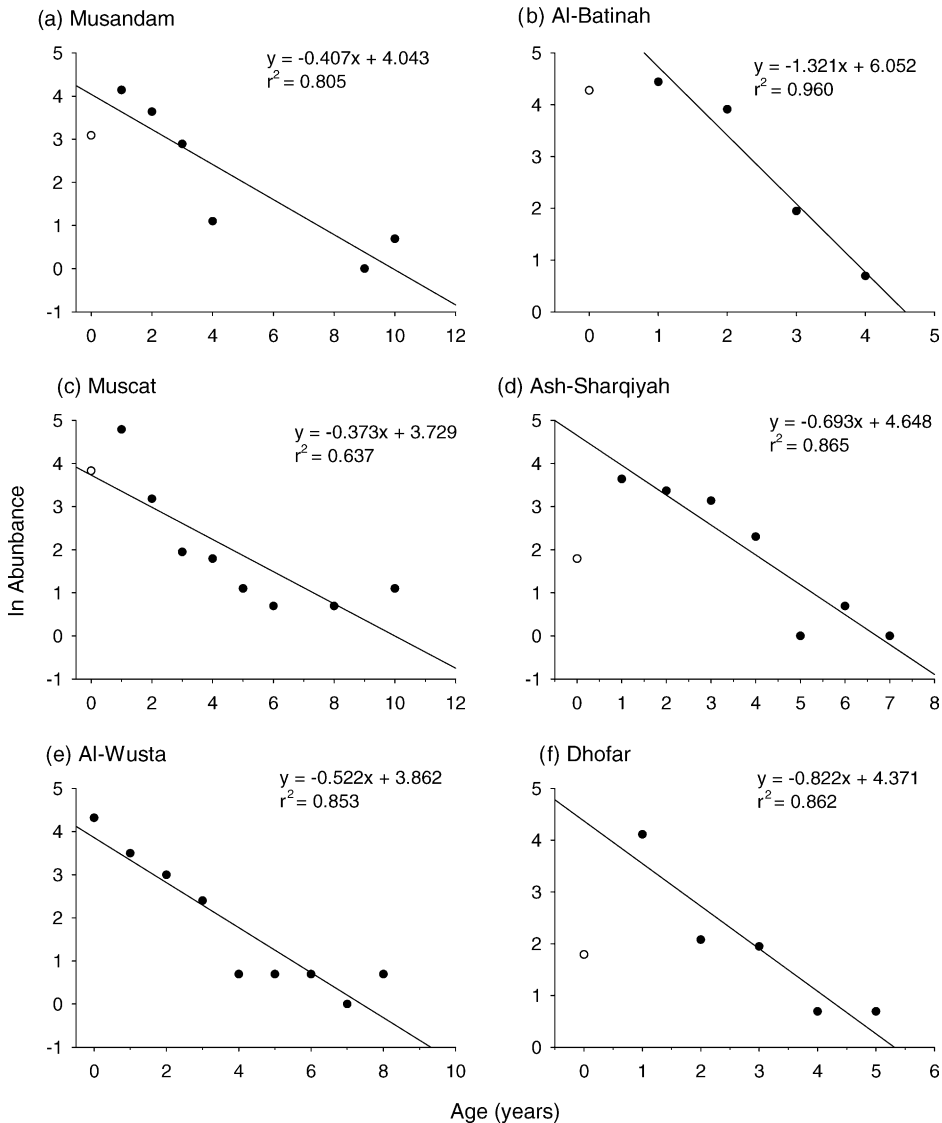 (a) Musandam
y = -0.407x + 4.043
r² = 0.805
5
4
3
2
1
0
-1
0 2 4 6 8 10 12
(b) Al-Batinah
y = -1.321x + 6.052
r² = 0.960
5
4
3
2
1
0
0 1 2 3 4 5
(c) Muscat
y = -0.373x + 3.729
r² = 0.637
5
4
3
2
1
0
-1
0 2 4 6 8 10 12
(d) Ash-Sharqiyah
y = -0.693x + 4.648
r² = 0.865
5
4
3
2
1
0
-1
0 1 2 3 4 5 6 7 8
ln Abunbance
(e) Al-Wusta
y = -0.522x + 3.862
r² = 0.853
5
4
3
2
1
0
-1
0 2 4 6 8 10
(f) Dhofar
y = -0.822x + 4.371
r² = 0.862
5
4
3
2
1
0
0 1 2 3 4 5 6
Age (years)